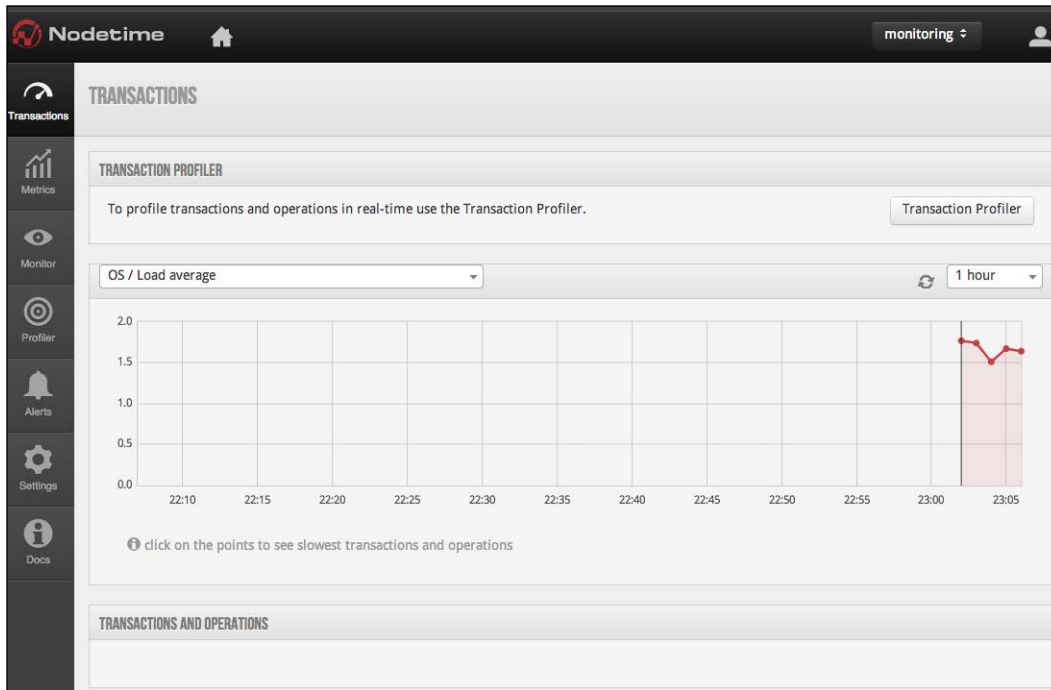 Nodetime
monitoring
Transactions
Metrics
Monitor
Profiler
Alerts
Settings
Docs
TRANSACTIONS
TRANSACTION PROFILER
To profile transactions and operations in real-time use the Transaction Profiler.
Transaction Profiler
OS / Load average
1 hour
2.0
1.5
1.0
0.5
0.0
22:10 22:15 22:20 22:25 22:30 22:35 22:40 22:45 22:50 22:55 23:00 23:05
click on the points to see slowest transactions and operations
TRANSACTIONS AND OPERATIONS